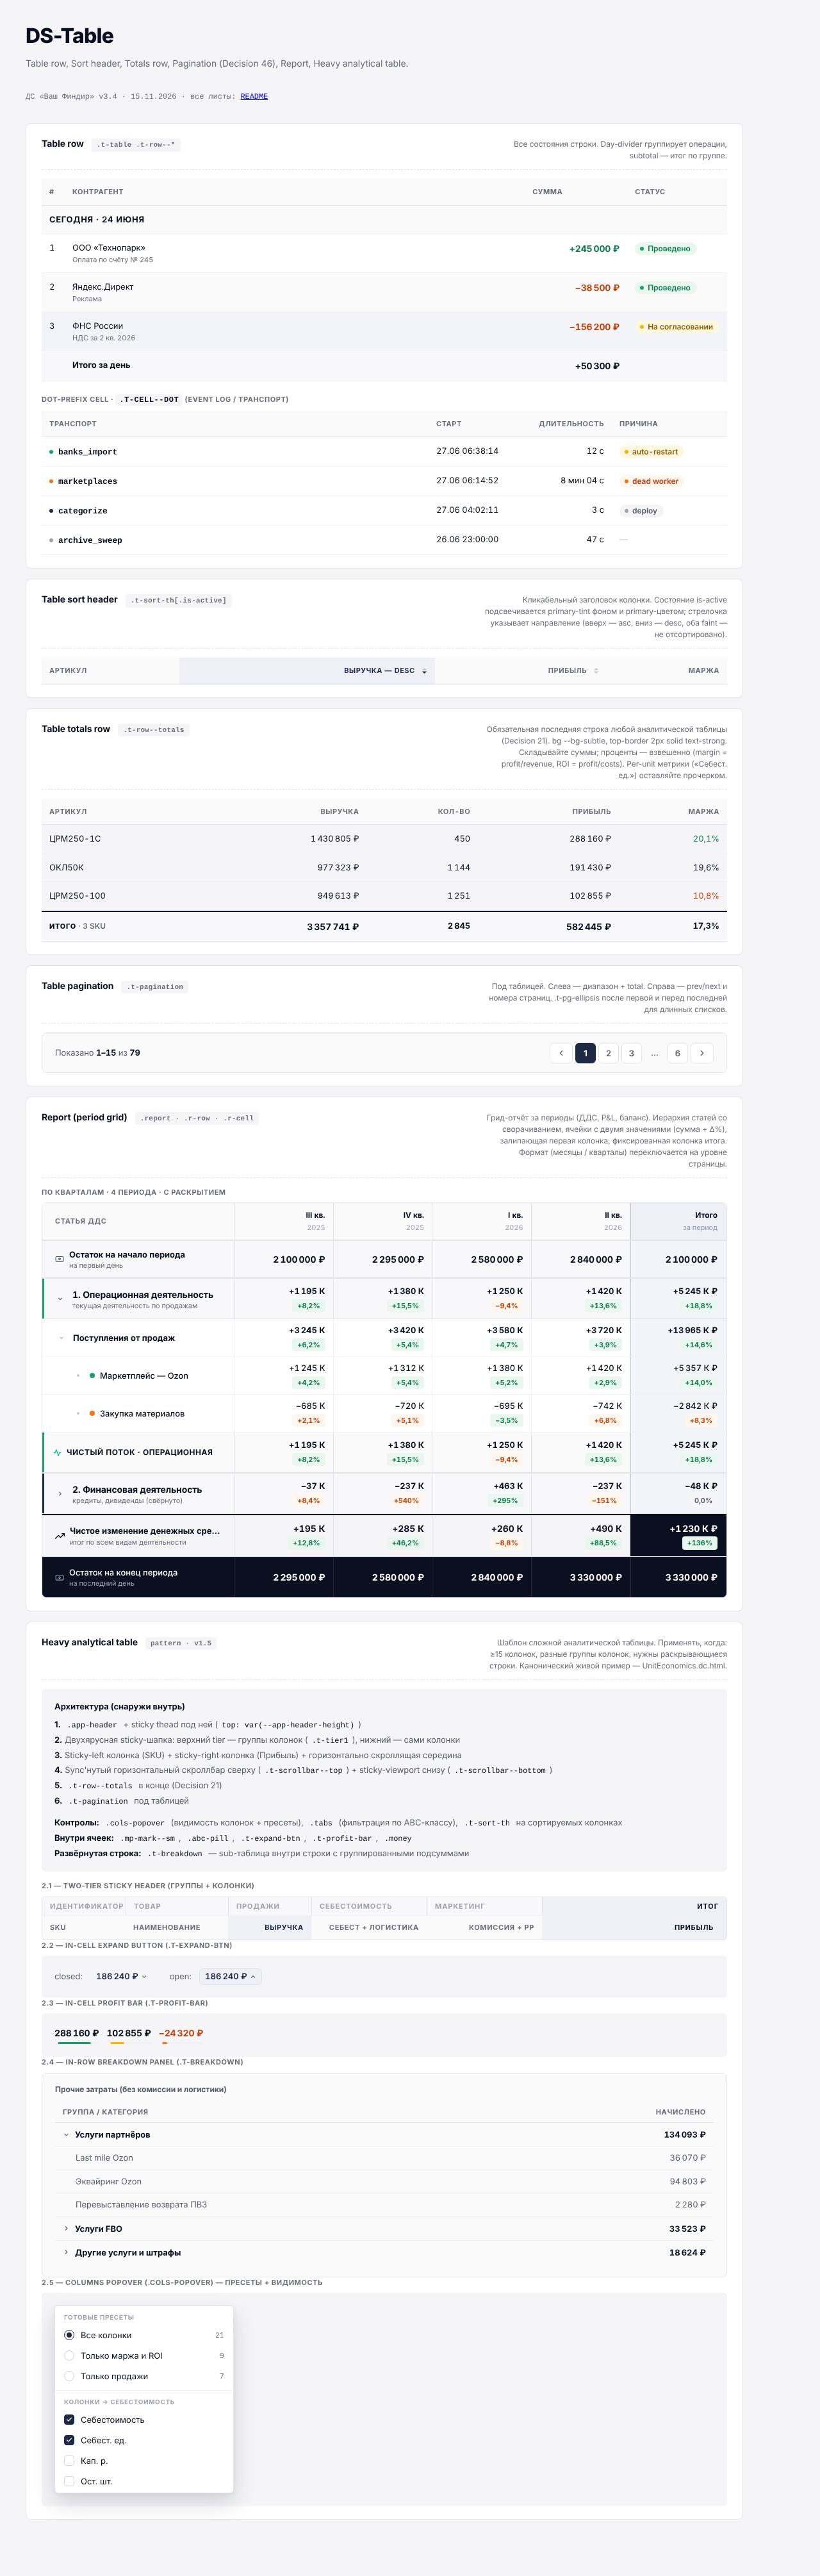 DS-Table
Table row, Sort header, Totals row, Pagination (Decision 46), Report, Heavy analytical table.
ДС «Ваш Финдир» v3.4 · 15.11.2026 · все листы: README
Table row .t-table .t-row--*
Все состояния строки. Day-divider группирует операции,
subtotal — итог по группе.
# КОНТРАГЕНТ СУММА СТАТУС
СЕГОДНЯ · 24 ИЮНЯ
1 ООО «Технопарк» +245 000 ₽ Проведено
Оплата по счёту № 245
2 Яндекс.Директ −38 500 ₽ Проведено
Реклама
3 ФНС России −156 200 ₽ На согласовании
НДС за 2 кв. 2026
Итого за день +50 300 ₽
DOT-PREFIX CELL · .T-CELL--DOT (EVENT LOG / ТРАНСПОРТ)
ТРАНСПОРТ СТАРТ ДЛИТЕЛЬНОСТЬ ПРИЧИНА
banks_import 27.06 06:38:14 12 с auto-restart
marketplaces 27.06 06:14:52 8 мин 04 с dead worker
categorize 27.06 04:02:11 3 с deploy
archive_sweep 26.06 23:00:00 47 с —
Table sort header .t-sort-th[.is-active]
Кликабельный заголовок колонки. Состояние is-active
подсвечивается primary-tint фоном и primary-цветом; стрелочка
указывает направление (вверх — asc, вниз — desc, оба faint —
не отсортировано).
АРТИКУЛ ВЫРУЧКА — DESC ПРИБЫЛЬ МАРЖА
Table totals row .t-row--totals
Обязательная последняя строка любой аналитической таблицы
(Decision 21). bg --bg-subtle, top-border 2px solid text-strong.
Складывайте суммы; проценты — взвешенно (margin =
profit/revenue, ROI = profit/costs). Per-unit метрики («Себест.
ед.») оставляйте прочерком.
АРТИКУЛ ВЫРУЧКА КОЛ-ВО ПРИБЫЛЬ МАРЖА
ЦРМ250-1С 1 430 805 ₽ 450 288 160 ₽ 20,1%
ОКЛ50К 977 323 ₽ 1 144 191 430 ₽ 19,6%
ЦРМ250-100 949 613 ₽ 1 251 102 855 ₽ 10,8%
ИТОГО · 3 SKU 3 357 741 ₽ 2 845 582 445 ₽ 17,3%
Table pagination .t-pagination
Под таблицей. Слева — диапазон + total. Справа — prev/next и
номера страниц. .t-pg-ellipsis после первой и перед последней
для длинных списков.
Показано 1–15 из 79 ‹ 1 2 3 … 6 ›
Report (period grid) .report · .r-row · .r-cell
Грид-отчёт за периоды (ДДС, P&L, баланс). Иерархия статей со
сворачиванием, ячейки с двумя значениями (сумма + Δ%),
залипающая первая колонка, фиксированная колонка итога.
Формат (месяцы / кварталы) переключается на уровне
страницы.
ПО КВАРТАЛАМ · 4 ПЕРИОДА · С РАСКРЫТИЕМ
СТАТЬЯ ДДС III кв. IV кв. I кв. II кв. Итого
2025 2025 2026 2026 за период
Остаток на начало периода 2 100 000 ₽ 2 295 000 ₽ 2 580 000 ₽ 2 840 000 ₽ 2 100 000 ₽
на первый день
1. Операционная деятельность +1 195 К +1 380 К +1 250 К +1 420 К +5 245 К ₽
текущая деятельность по продажам +8,2% +15,5% −9,4% +13,6% +18,8%
Поступления от продаж +3 245 К +3 420 К +3 580 К +3 720 К +13 965 К ₽
+6,2% +5,4% +4,7% +3,9% +14,6%
Маркетплейс — Ozon +1 245 К +1 312 К +1 380 К +1 420 К +5 357 К ₽
+4,2% +5,4% +5,2% +2,9% +14,0%
Закупка материалов −685 К −720 К −695 К −742 К −2 842 К ₽
+2,1% +5,1% −3,5% +6,8% +8,3%
ЧИСТЫЙ ПОТОК · ОПЕРАЦИОННАЯ +1 195 К +1 380 К +1 250 К +1 420 К +5 245 К ₽
+8,2% +15,5% −9,4% +13,6% +18,8%
2. Финансовая деятельность −37 К −237 К +463 К −237 К −48 К ₽
кредиты, дивиденды (свёрнуто) +8,4% +540% +295% −151% 0,0%
Чистое изменение денежных сре... +195 К +285 К +260 К +490 К +1 230 К ₽
итог по всем видам деятельности +12,8% +46,2% −8,8% +88,5% +136%
Остаток на конец периода 2 295 000 ₽ 2 580 000 ₽ 2 840 000 ₽ 3 330 000 ₽ 3 330 000 ₽
на последний день
Heavy analytical table pattern · v1.5
Шаблон сложной аналитической таблицы. Применять, когда:
≥15 колонок, разные группы колонок, нужны раскрывающиеся
строки. Канонический живой пример — UnitEconomics.dc.html.
Архитектура (снаружи внутрь)
1. .app-header + sticky thead под ней ( top: var(--app-header-height) )
2. Двухярусная sticky-шапка: верхний tier — группы колонок ( .t-tier1 ), нижний — сами колонки
3. Sticky-left колонка (SKU) + sticky-right колонка (Прибыль) + горизонтально скроллящая середина
4. Sync'нутый горизонтальный скроллбар сверху ( .t-scrollbar--top ) + sticky-viewport снизу ( .t-scrollbar--bottom )
5. .t-row--totals в конце (Decision 21)
6. .t-pagination под таблицей
Контролы: .cols-popover (видимость колонок + пресеты), .tabs (фильтрация по ABC-классу), .t-sort-th на сортируемых колонках
Внутри ячеек: .mp-mark--sm , .abc-pill , .t-expand-btn , .t-profit-bar , .money
Развёрнутая строка: .t-breakdown — sub-таблица внутри строки с группированными подсуммами
2.1 — TWO-TIER STICKY HEADER (ГРУППЫ + КОЛОНКИ)
ИДЕНТИФИКАТОР ТОВАР ПРОДАЖИ СЕБЕСТОИМОСТЬ МАРКЕТИНГ ИТОГ
SKU НАИМЕНОВАНИЕ ВЫРУЧКА СЕБЕСТ + ЛОГИСТИКА КОМИССИЯ + РР ПРИБЫЛЬ
2.2 — IN-CELL EXPAND BUTTON (.T-EXPAND-BTN)
closed: 186 240 ₽ open: 186 240 ₽
2.3 — IN-CELL PROFIT BAR (.T-PROFIT-BAR)
288 160 ₽ 102 855 ₽ −24 320 ₽
2.4 — IN-ROW BREAKDOWN PANEL (.T-BREAKDOWN)
Прочие затраты (без комиссии и логистики)
ГРУППА / КАТЕГОРИЯ НАЧИСЛЕНО
Услуги партнёров 134 093 ₽
Last mile Ozon 36 070 ₽
Эквайринг Ozon 94 803 ₽
Перевыставление возврата ПВЗ 2 280 ₽
Услуги FBO 33 523 ₽
Другие услуги и штрафы 18 624 ₽
2.5 — COLUMNS POPOVER (.COLS-POPOVER) — ПРЕСЕТЫ + ВИДИМОСТЬ
ГОТОВЫЕ ПРЕСЕТЫ
Все колонки 21
Только маржа и ROI 9
Только продажи 7
КОЛОНКИ → СЕБЕСТОИМОСТЬ
Себестоимость
Себест. ед.
Кап. р.
Ост. шт.